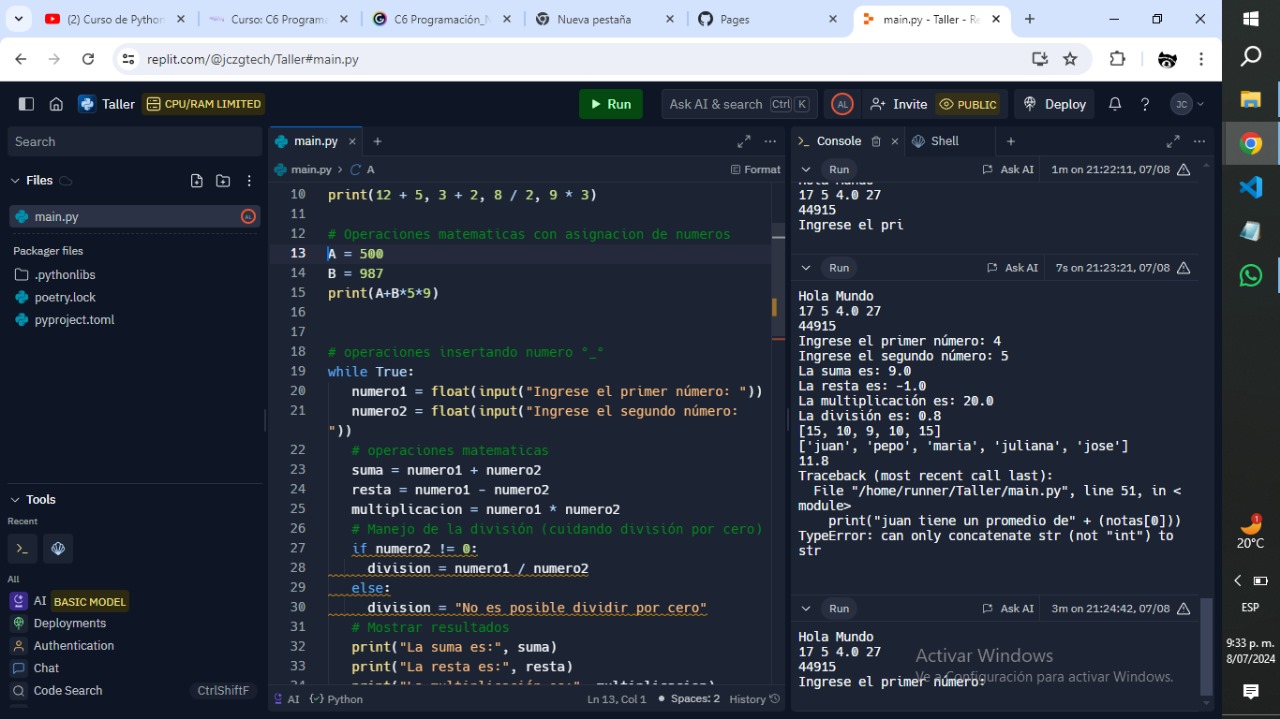 (2) Curso de Python
Curso: C6 Programa
C6 Programación_N
Nueva pestaña
Pages
main.py - Taller - Re
replit.com/@jczgtech/Taller#main.py
Taller
CPU/RAM LIMITED
Run
Ask AI & search Ctrl K
AL
Invite
PUBLIC
Deploy
JC
Search
Files
main.py
AL
Packager files
.pythonlibs
poetry.lock
pyproject.toml
Tools
Recent
All
AI BASIC MODEL
Deployments
Authentication
Chat
Code Search CtrlShiftF
main.py
main.py > A
Format
10 print(12 + 5, 3 + 2, 8 / 2, 9 * 3)
11
12 # Operaciones matematicas con asignacion de numeros
13 A = 500
14 B = 987
15 print(A+B*5*9)
16
17
18 # operaciones insertando numero °_°
19 while True:
20 numero1 = float(input("Ingrese el primer número: "))
21 numero2 = float(input("Ingrese el segundo número:
"))
22 # operaciones matematicas
23 suma = numero1 + numero2
24 resta = numero1 - numero2
25 multiplicacion = numero1 * numero2
26 # Manejo de la división (cuidando división por cero)
27 if numero2 != 0:
28 division = numero1 / numero2
29 else:
30 division = "No es posible dividir por cero"
31 # Mostrar resultados
32 print("La suma es:", suma)
33 print("La resta es:", resta)
AI
Python
Ln 13, Col 1
Spaces: 2
History
Console
Shell
Run
Ask AI
1m on 21:22:11, 07/08
Hola Mundo
17 5 4.0 27
44915
Ingrese el pri
Run
Ask AI
7s on 21:23:21, 07/08
Hola Mundo
17 5 4.0 27
44915
Ingrese el primer número: 4
Ingrese el segundo número: 5
La suma es: 9.0
La resta es: -1.0
La multiplicación es: 20.0
La división es: 0.8
[15, 10, 9, 10, 15]
['juan', 'pepo', 'maria', 'juliana', 'jose']
11.8
Traceback (most recent call last):
File "/home/runner/Taller/main.py", line 51, in <
module>
print("juan tiene un promedio de" + (notas[0]))
TypeError: can only concatenate str (not "int") to
str
Run
Ask AI
3m on 21:24:42, 07/08
Hola Mundo
17 5 4.0 27
44915
Ingrese el primer número:
Activar Windows
Ve a Configuración para activar Windows.
1
20°C
ESP
9:33 p. m.
8/07/2024